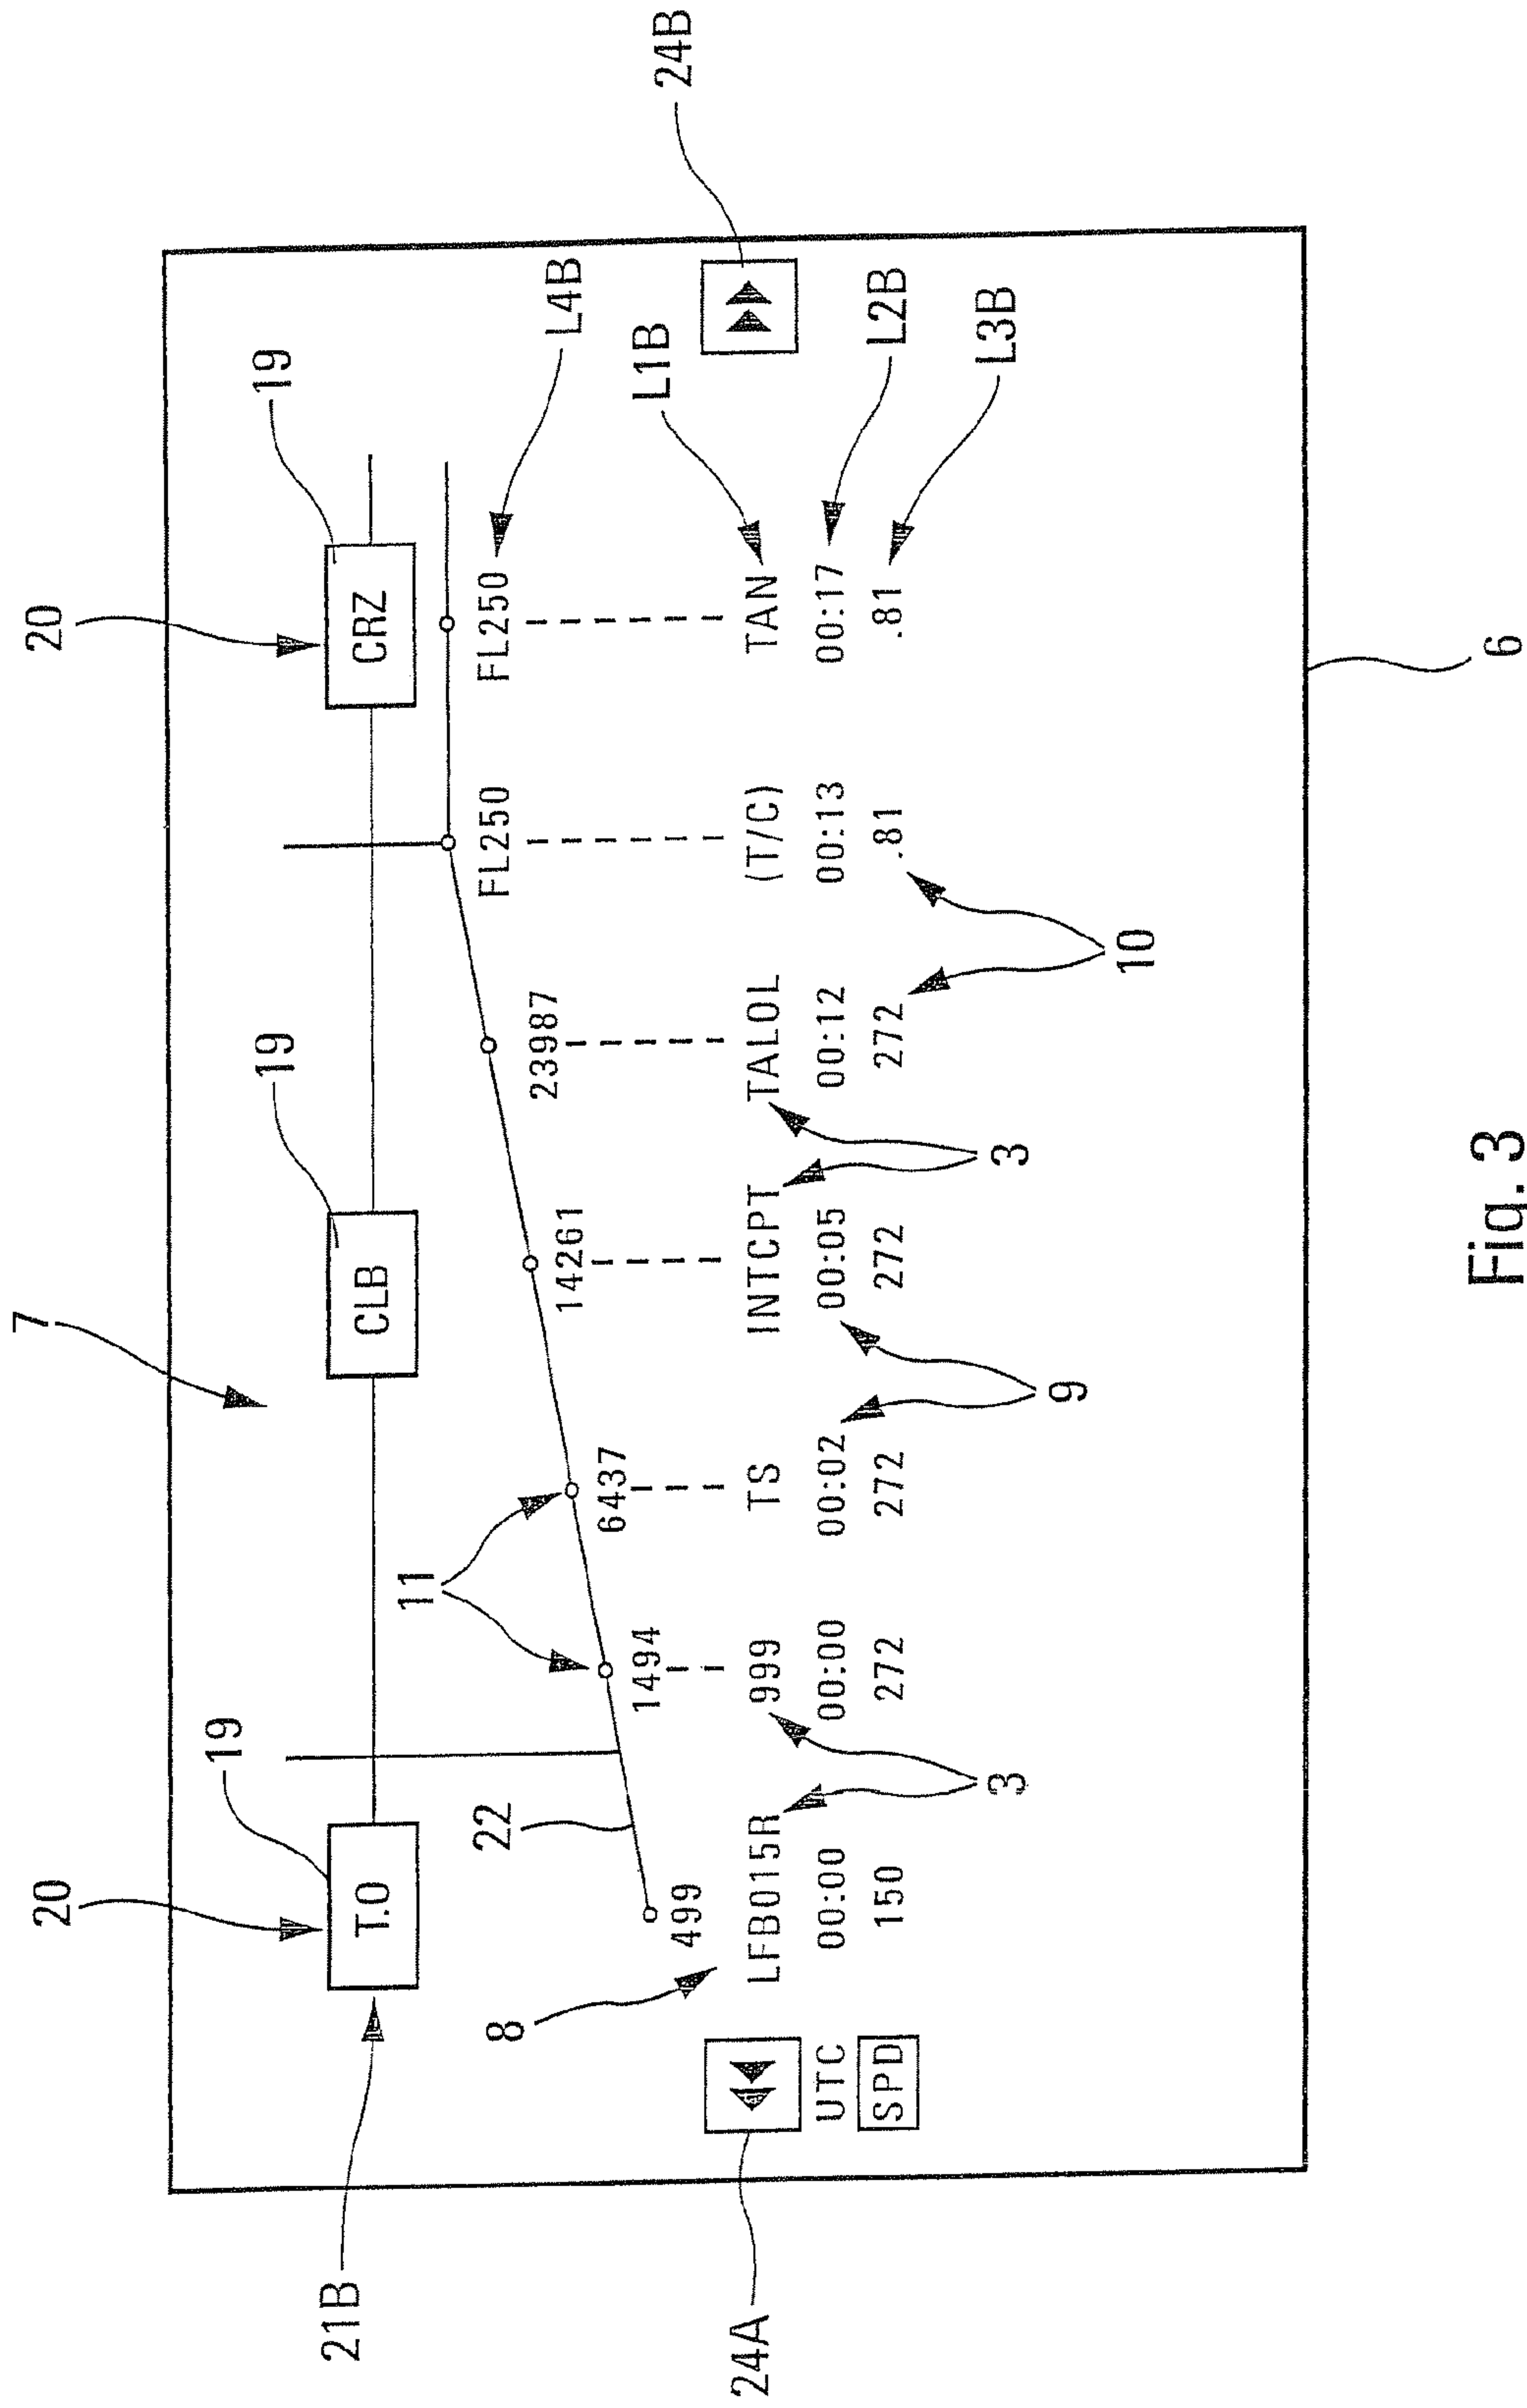 7
20 20
19 19 19
21B
T.O CLB CRZ
11
22
L4B
499 1494 6437 14261 23987 FL250 FL250
8
L1B
24B
24A
LFB015R 999 TS INTCPT TALOL (T/C) TAN
UTC 00:00 00:00 00:02 00:05 00:12 00:13 00:17
L2B
SPD 150 272 272 272 272 .81 .81
L3B
3 3
9
10
6
Fig. 3